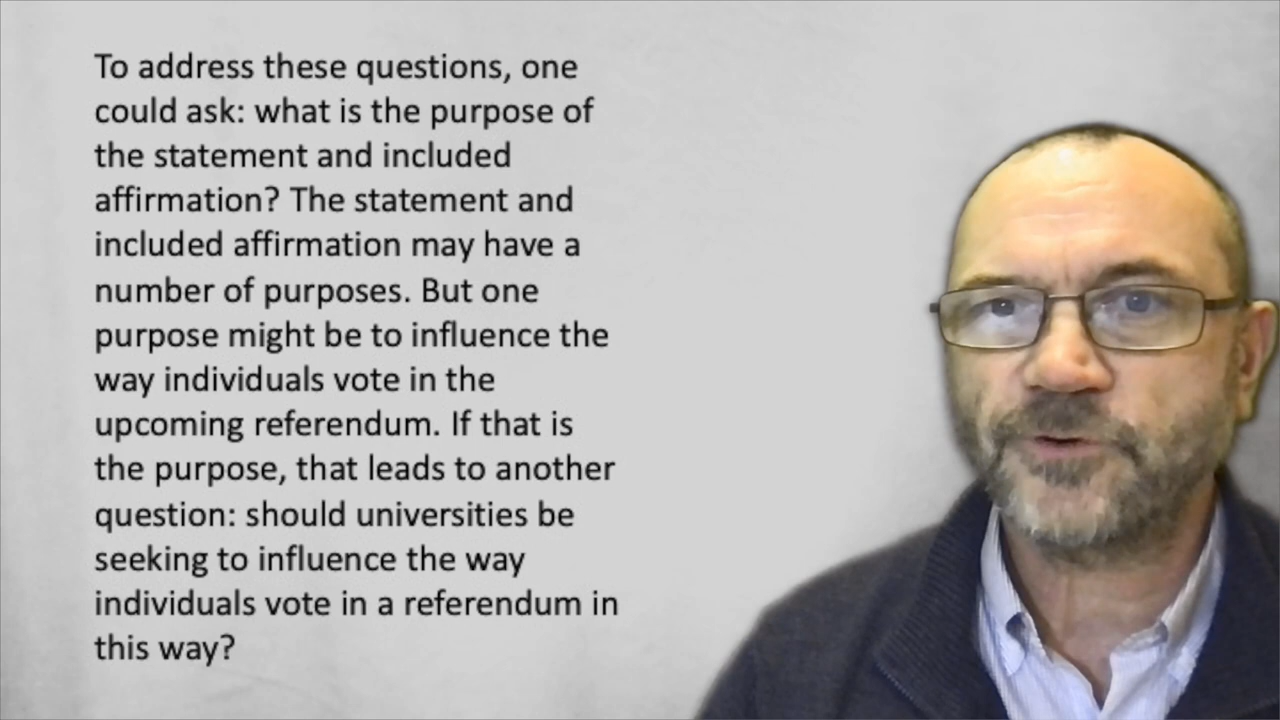 To address these questions, one
could ask: what is the purpose of
the statement and included
affirmation? The statement and
included affirmation may have a
number of purposes. But one
purpose might be to influence the
way individuals vote in the
upcoming referendum. If that is
the purpose, that leads to another
question: should universities be
seeking to influence the way
individuals vote in a referendum in
this way?